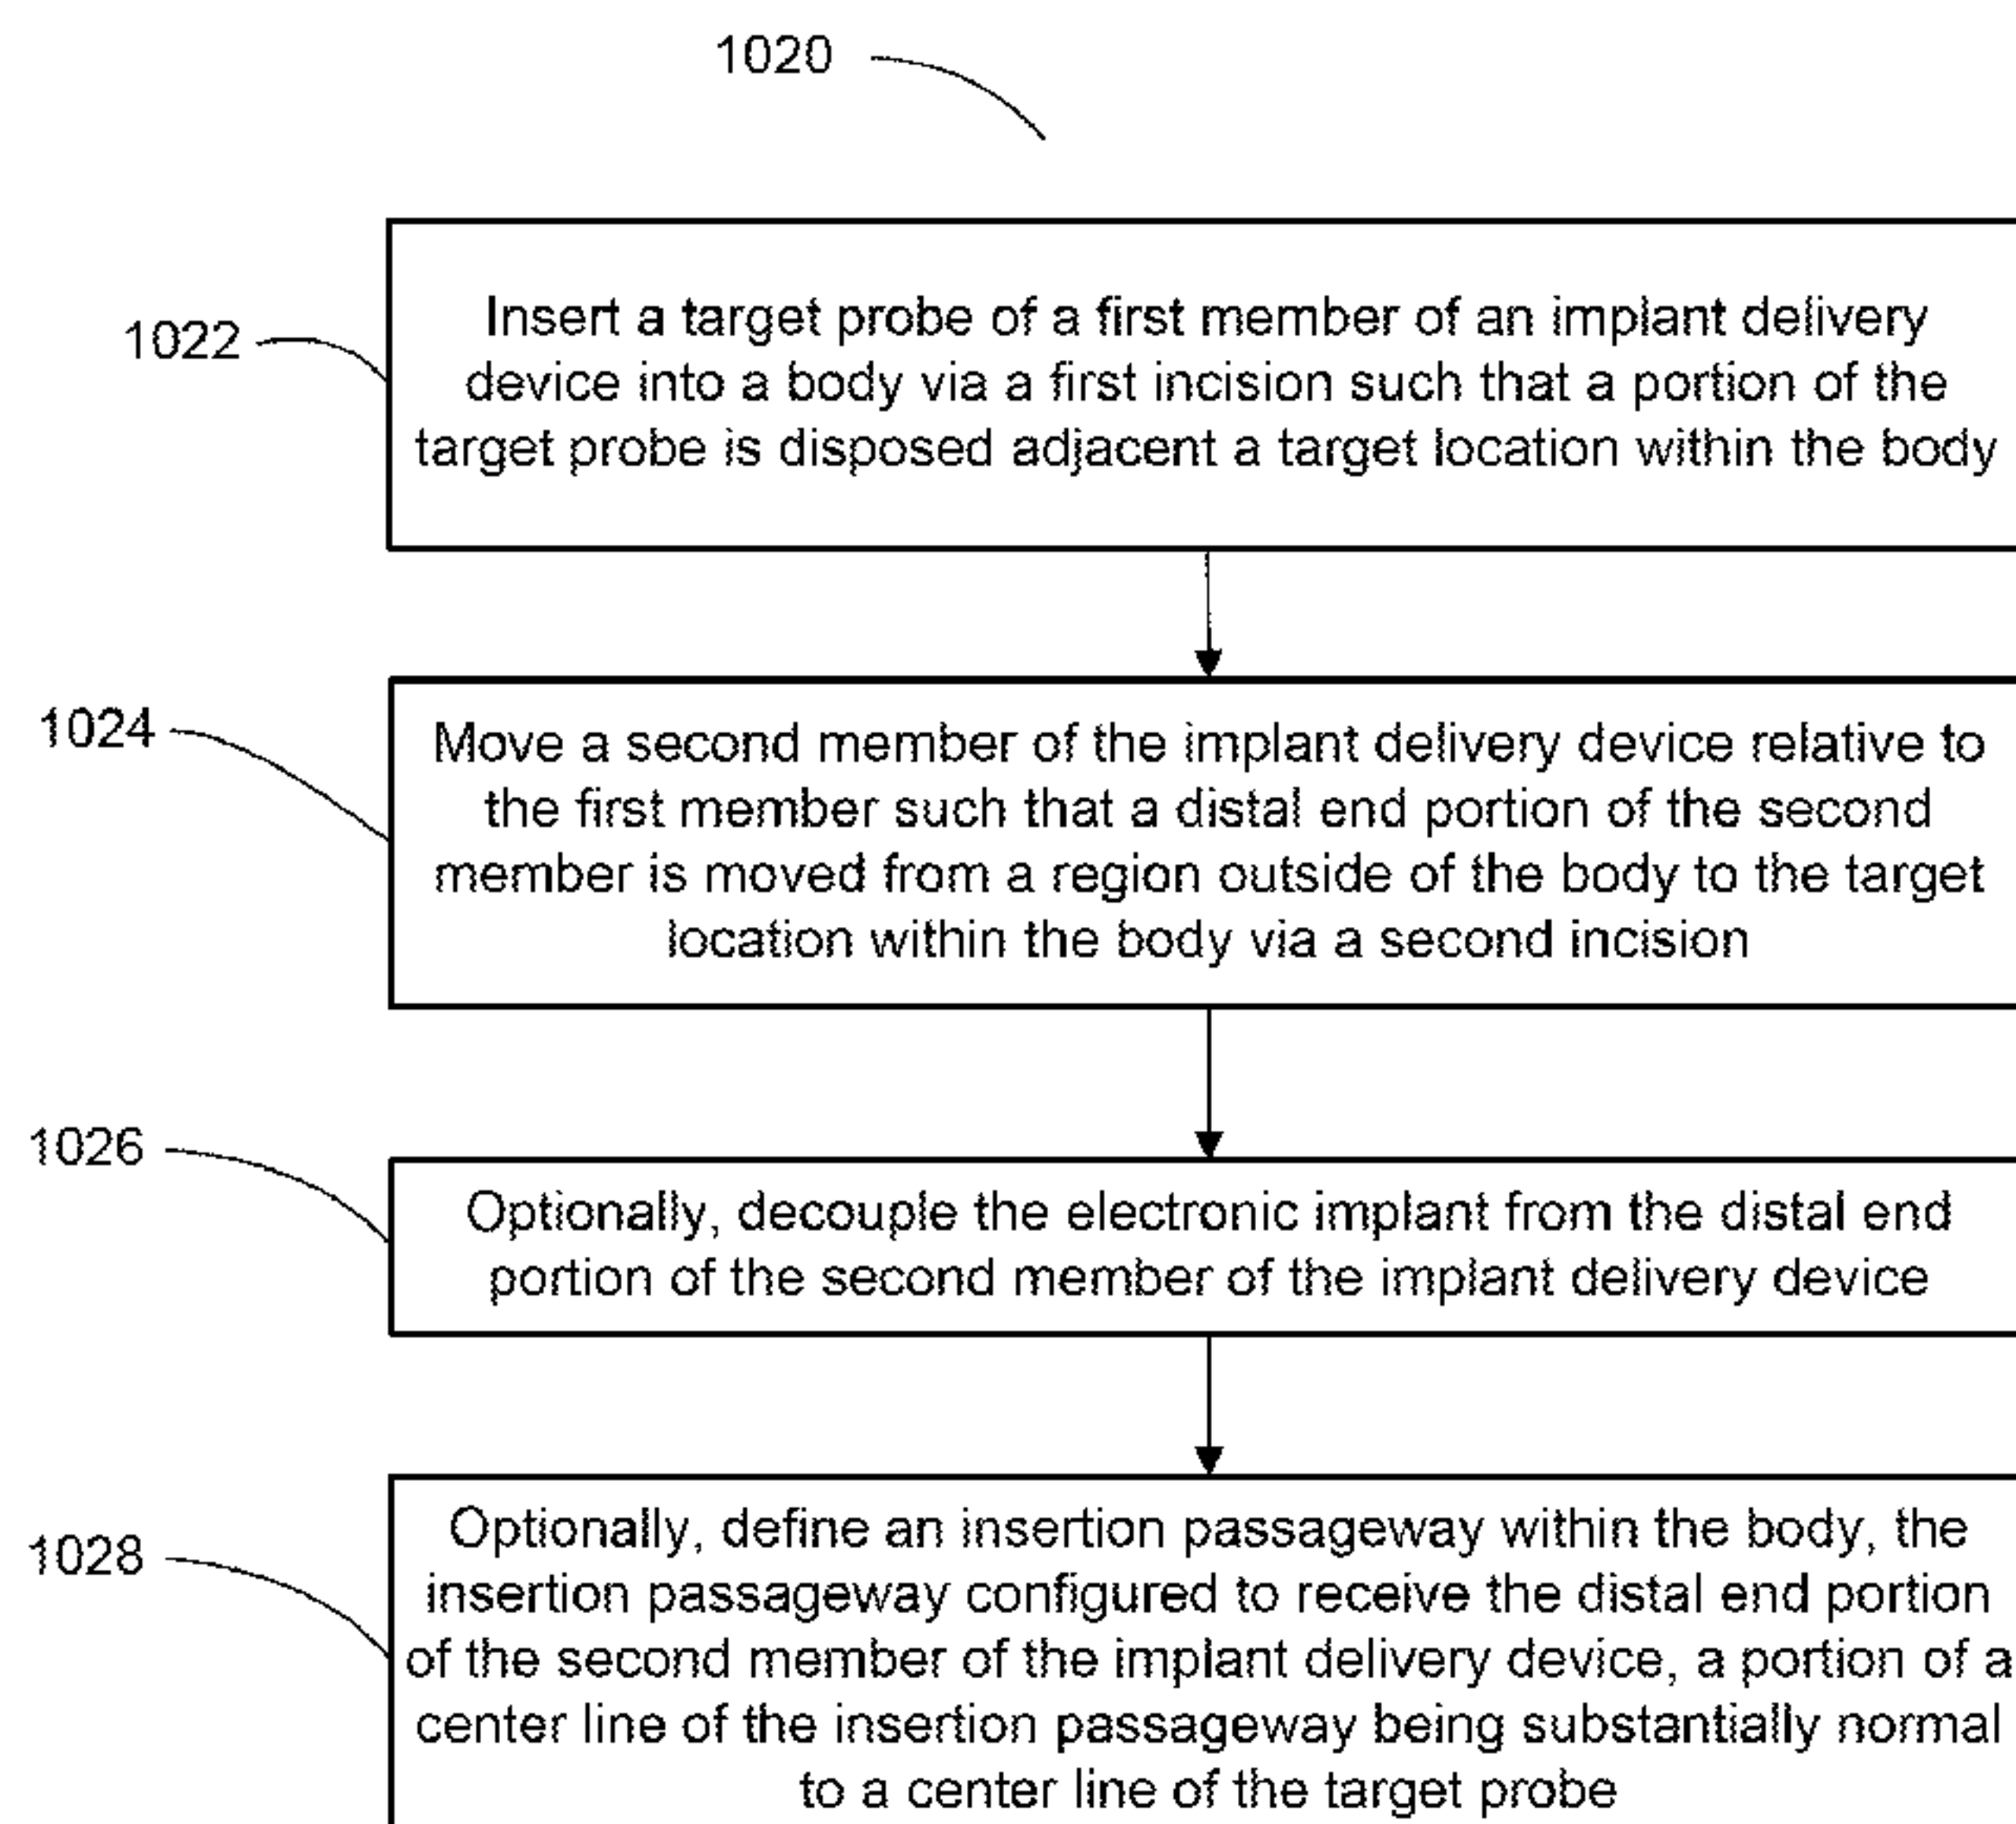 1020
1022
Insert a target probe of a first member of an implant delivery
device into a body via a first incision such that a portion of the
target probe is disposed adjacent a target location within the body
1024
Move a second member of the implant delivery device relative to
the first member such that a distal end portion of the second
member is moved from a region outside of the body to the target
location within the body via a second incision
1026
Optionally, decouple the electronic implant from the distal end
portion of the second member of the implant delivery device
1028
Optionally, define an insertion passageway within the body, the
insertion passageway configured to receive the distal end portion
of the second member of the implant delivery device, a portion of a
center line of the insertion passageway being substantially normal
to a center line of the target probe